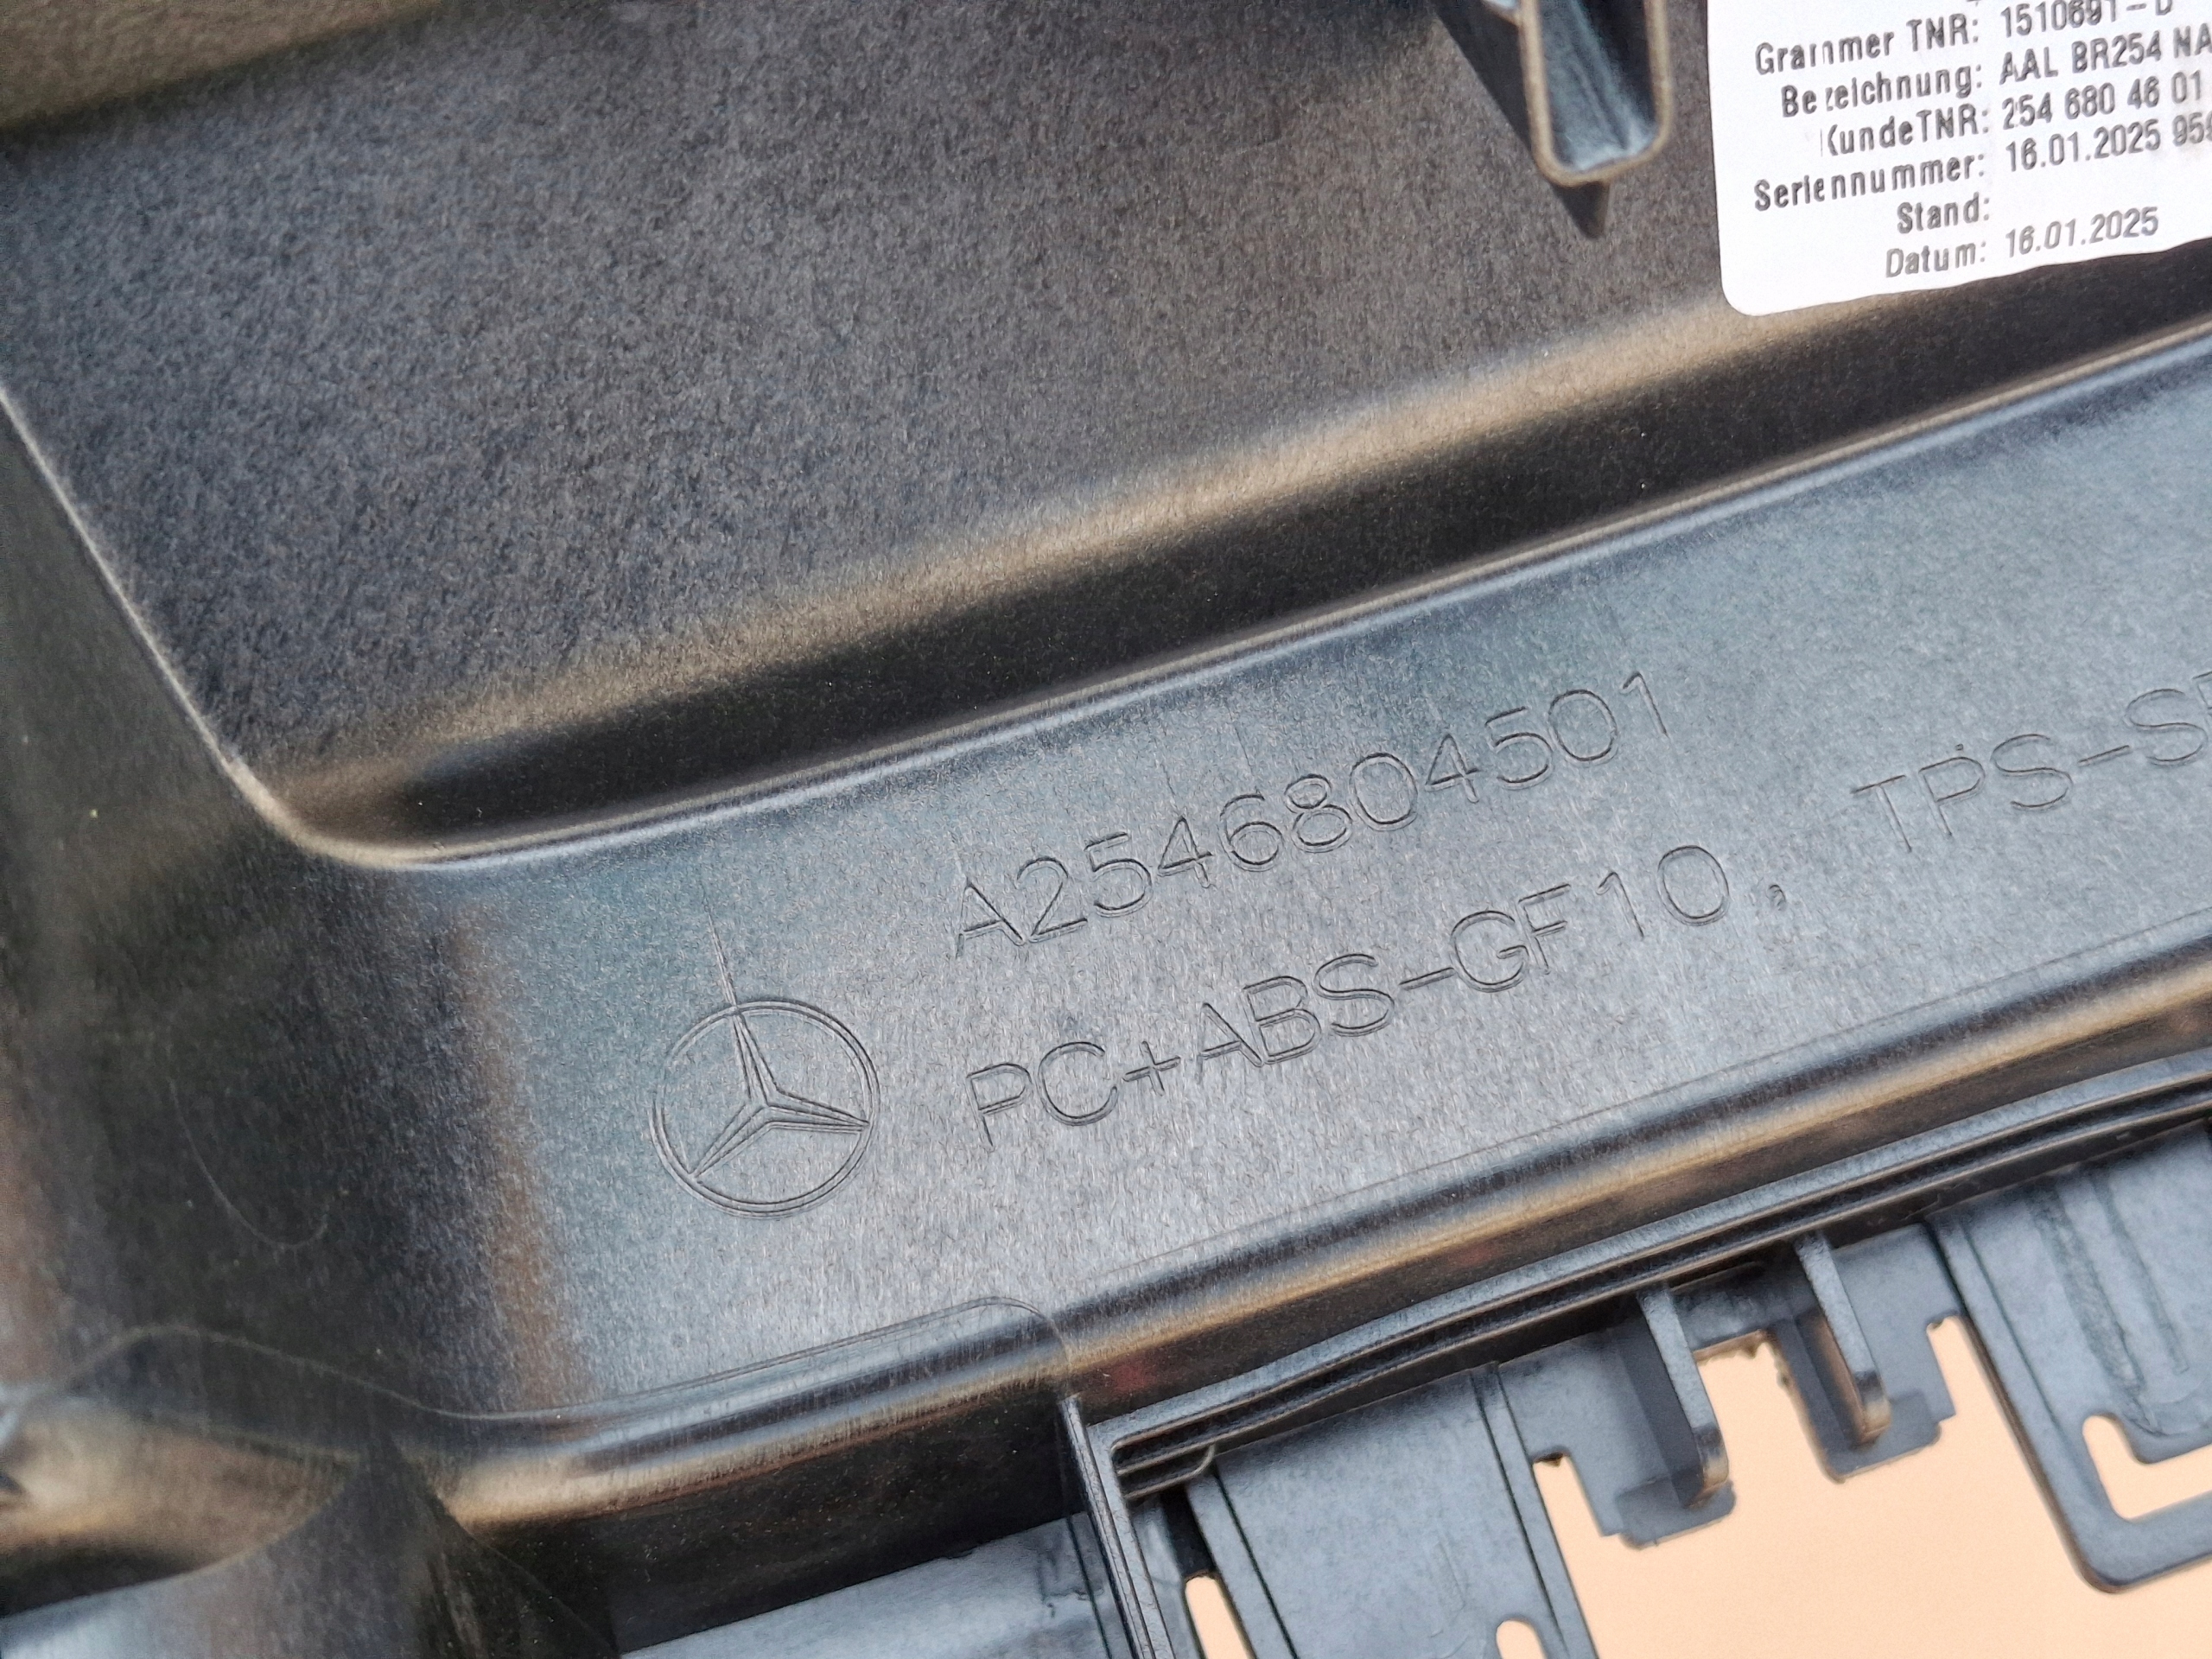 Grammer TNR: 1510691-D
Bezeichnung: AAL BR254 NA
KundeTNR: 254 680 46 01
Seriennummer: 16.01.2025
Stand:
Datum: 16.01.2025
A2546804501
PC+ABS-GF10, TPS-S